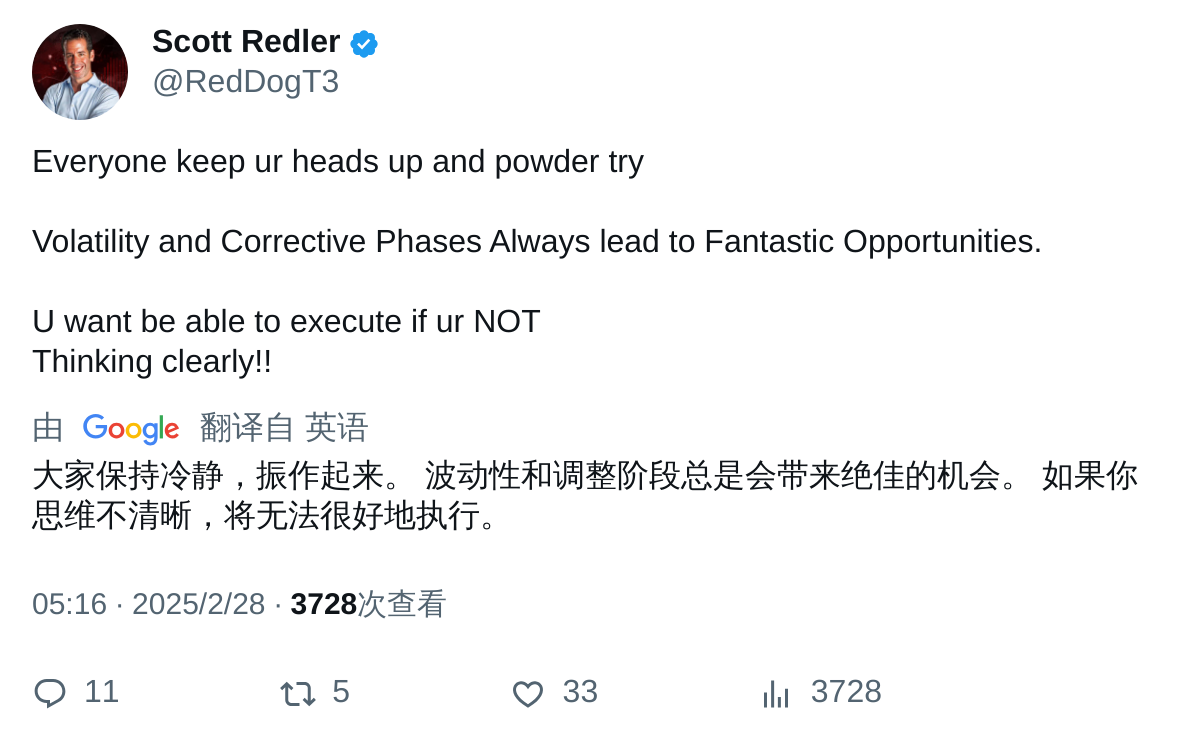 Scott Redler
@RedDogT3
Everyone keep ur heads up and powder try
Volatility and Corrective Phases Always lead to Fantastic Opportunities.
U want be able to execute if ur NOT
Thinking clearly!!
由 Google 翻译自 英语
大家保持冷静，振作起来。 波动性和调整阶段总是会带来绝佳的机会。 如果你
思维不清晰，将无法很好地执行。
05:16 · 2025/2/28 · 3728次查看
11 5 33 3728